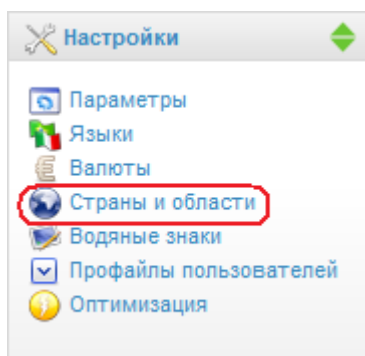 Настройки
Параметры
Языки
Валюты
Страны и области
Водяные знаки
Профайлы пользователей
Оптимизация